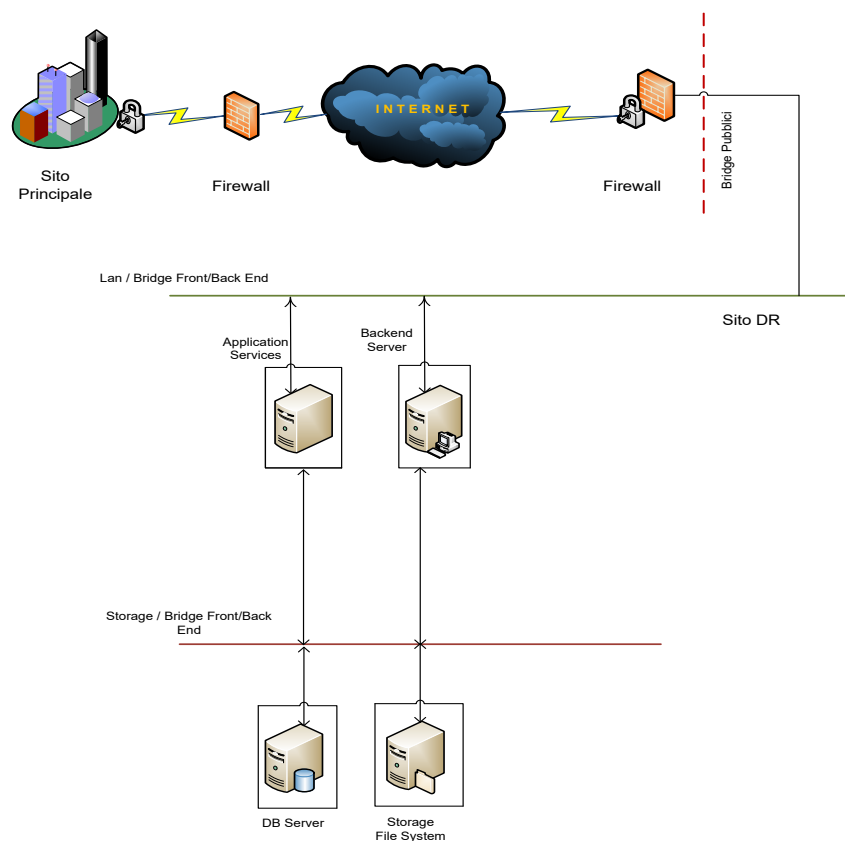 INTERNET
Sito
Principale
Firewall
Firewall
Bridge Pubblici
Lan / Bridge Front/Back End
Sito DR
Application
Services
Backend
Server
Storage / Bridge Front/Back
End
DB Server
Storage
File System